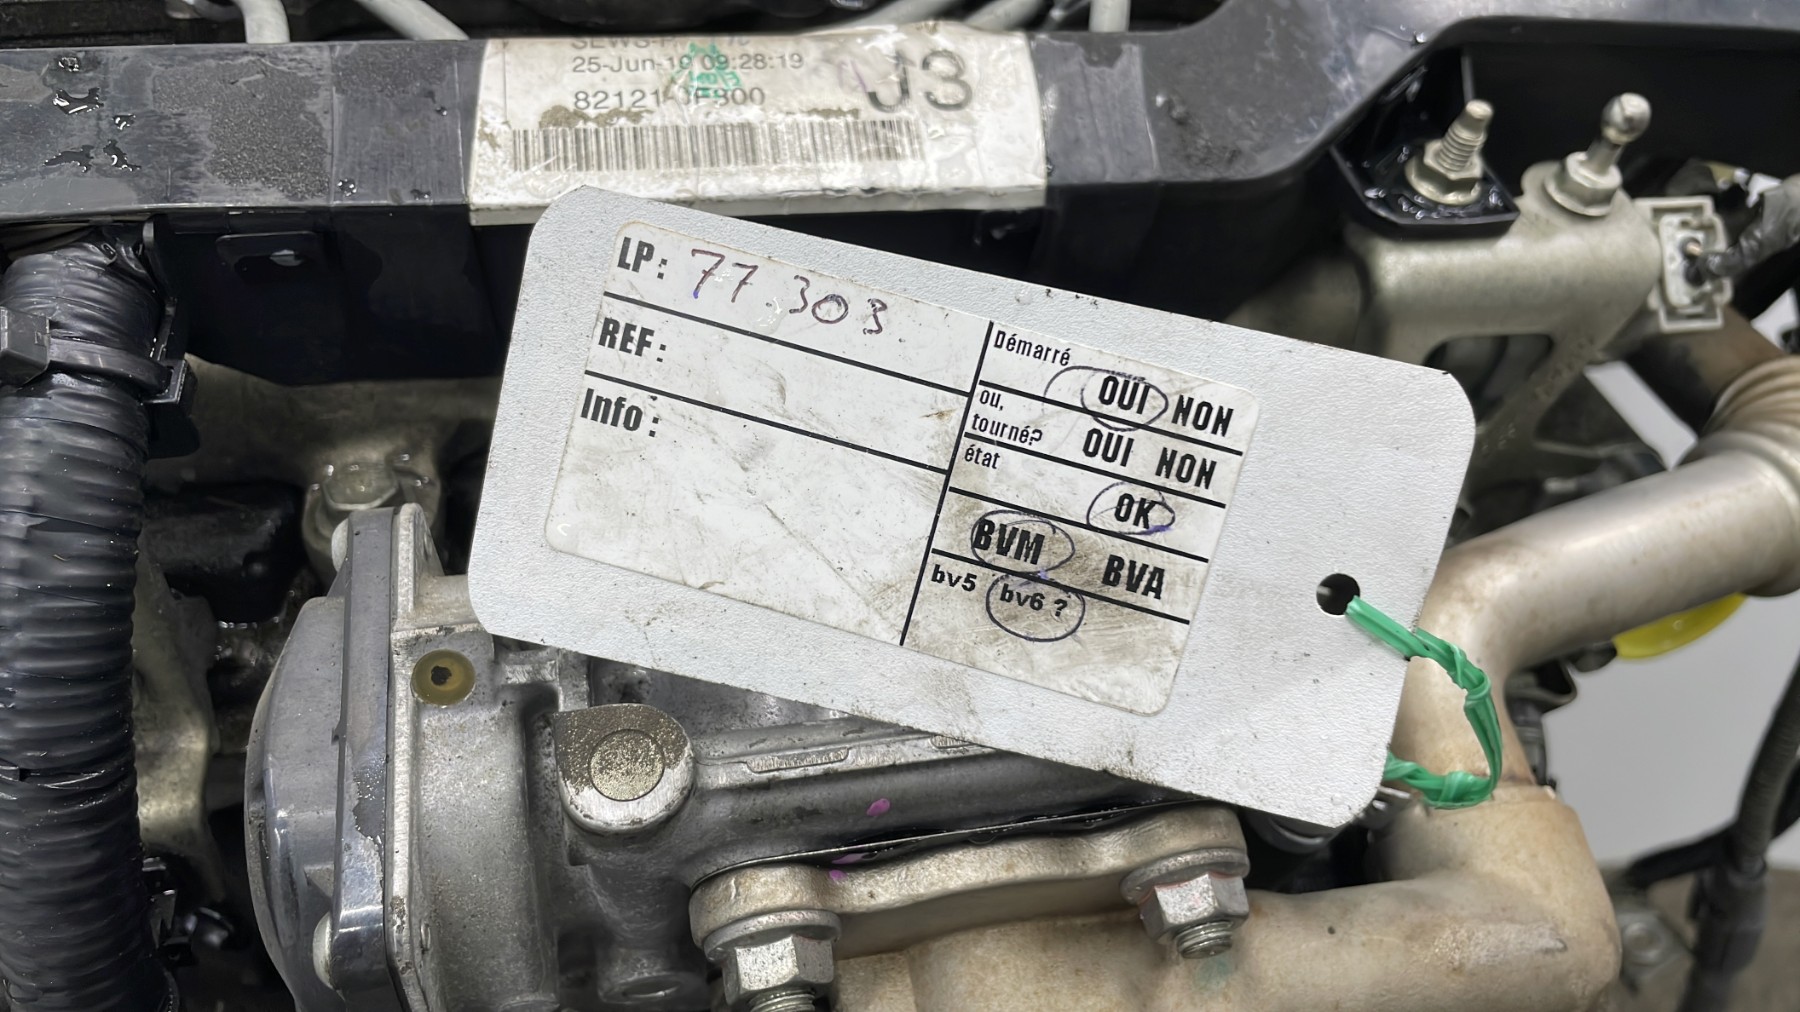 25-Jun-19 09:28:19
J3
LP: 77.303
REF:
Info:
Démarré
OUI NON
ou,
tourné? OUI NON
état
OK
BVM BVA
bv5 bv6 ?